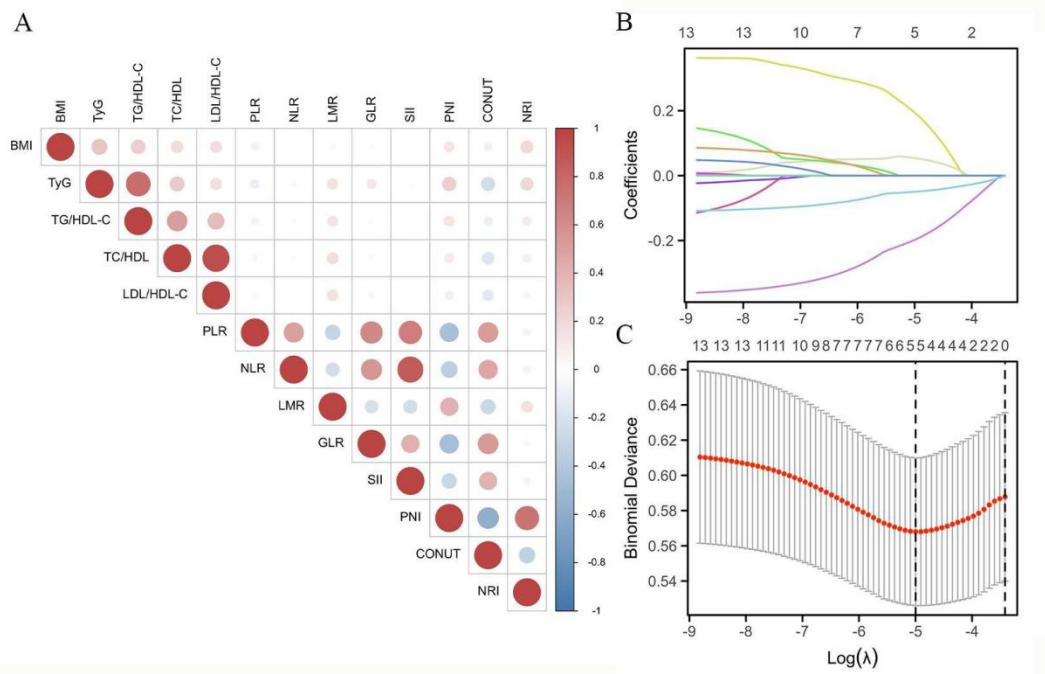 A
BMI
TyG
TG/HDL-C
TC/HDL
LDL/HDL-C
PLR
NLR
LMR
GLR
SII
PNI
CONUT
NRI
BMI
TyG
TG/HDL-C
TC/HDL
LDL/HDL-C
PLR
NLR
LMR
GLR
SII
PNI
CONUT
NRI
1
0.8
0.6
0.4
0.2
0
-0.2
-0.4
-0.6
-0.8
-1
B
13 13 10 7 5 2
Coefficients
0.2
0.0
-0.2
-9 -8 -7 -6 -5 -4
C
13 13 13 11 11 10 9 8 7 7 7 7 7 6 6 5 5 4 4 4 4 2 2 2 0
Binomial Deviance
0.66
0.64
0.62
0.60
0.58
0.56
0.54
-9 -8 -7 -6 -5 -4
Log(λ)